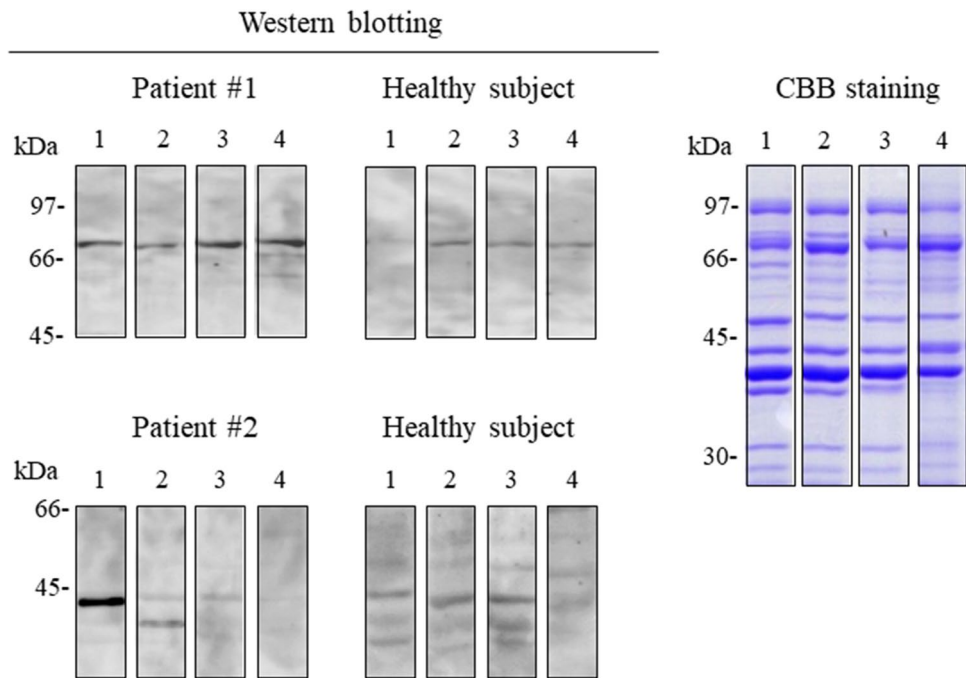 Western blotting
Patient #1 Healthy subject CBB staining
kDa 1 2 3 4 1 2 3 4 kDa 1 2 3 4
97- 97-
66- 66-
45- 45-
Patient #2 Healthy subject
kDa 1 2 3 4 1 2 3 4 30-
66-
45-